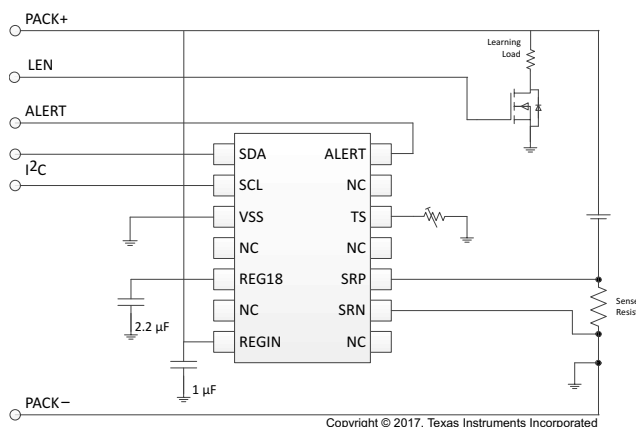 PACK+
Learning
Load
LEN
ALERT
SDA
ALERT
I²C
SCL
NC
VSS
TS
NC
NC
REG18
SRP
2.2 µF
NC
SRN
Sense
REGIN
NC
1 µF
PACK–
Copyright © 2017, Texas Instruments Incorporated